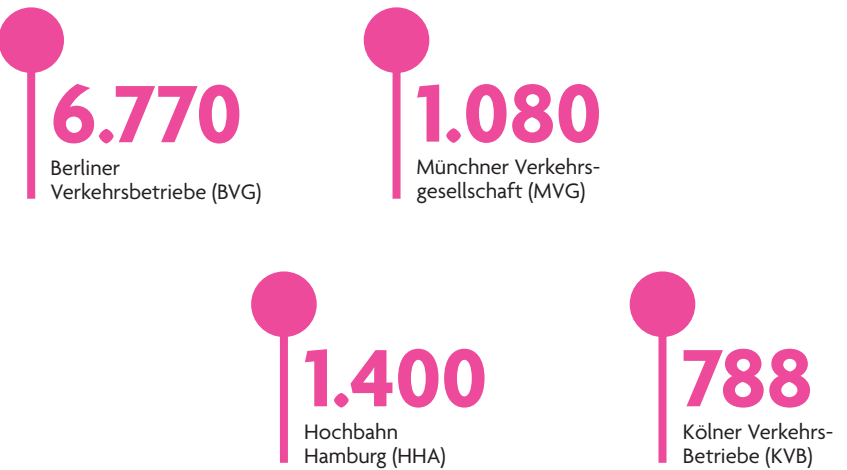 6.770
Berliner
Verkehrsbetriebe (BVG)
1.080
Münchner Verkehrs-
gesellschaft (MVG)
1.400
Hochbahn
Hamburg (HHA)
788
Kölner Verkehrs-
Betriebe (KVB)